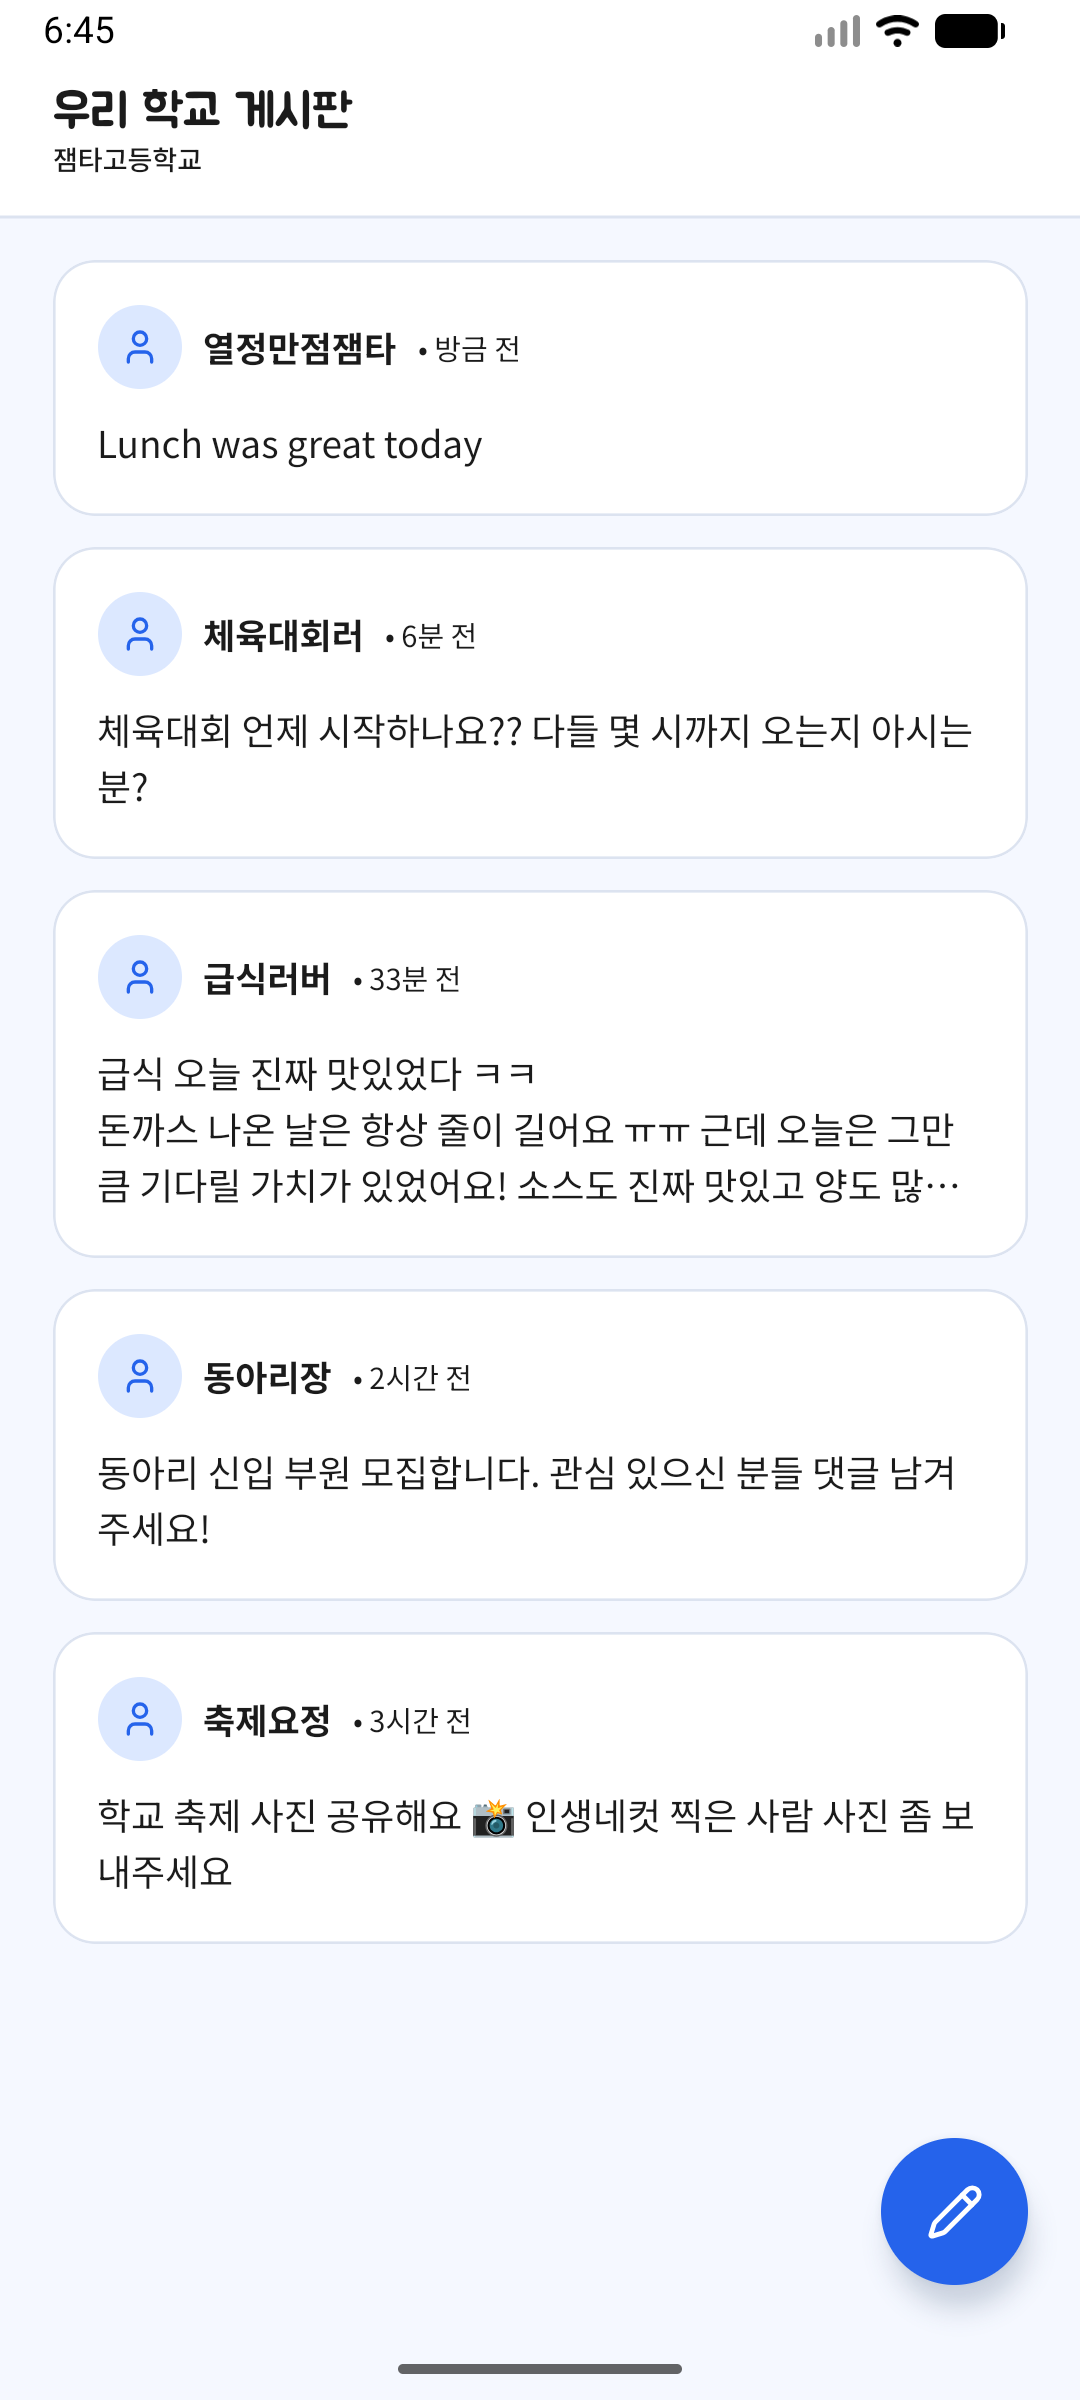 6:45
우리 학교 게시판
잼타고등학교
열정만점잼타 • 방금 전
Lunch was great today
체육대회러 • 6분 전
체육대회 언제 시작하나요?? 다들 몇 시까지 오는지 아시는
분?
급식러버 • 33분 전
급식 오늘 진짜 맛있었다 ㅋㅋ
돈까스 나온 날은 항상 줄이 길어요 ㅠㅠ 근데 오늘은 그만
큼 기다릴 가치가 있었어요! 소스도 진짜 맛있고 양도 많…
동아리장 • 2시간 전
동아리 신입 부원 모집합니다. 관심 있으신 분들 댓글 남겨
주세요!
축제요정 • 3시간 전
학교 축제 사진 공유해요 📸 인생네컷 찍은 사람 사진 좀 보
내주세요